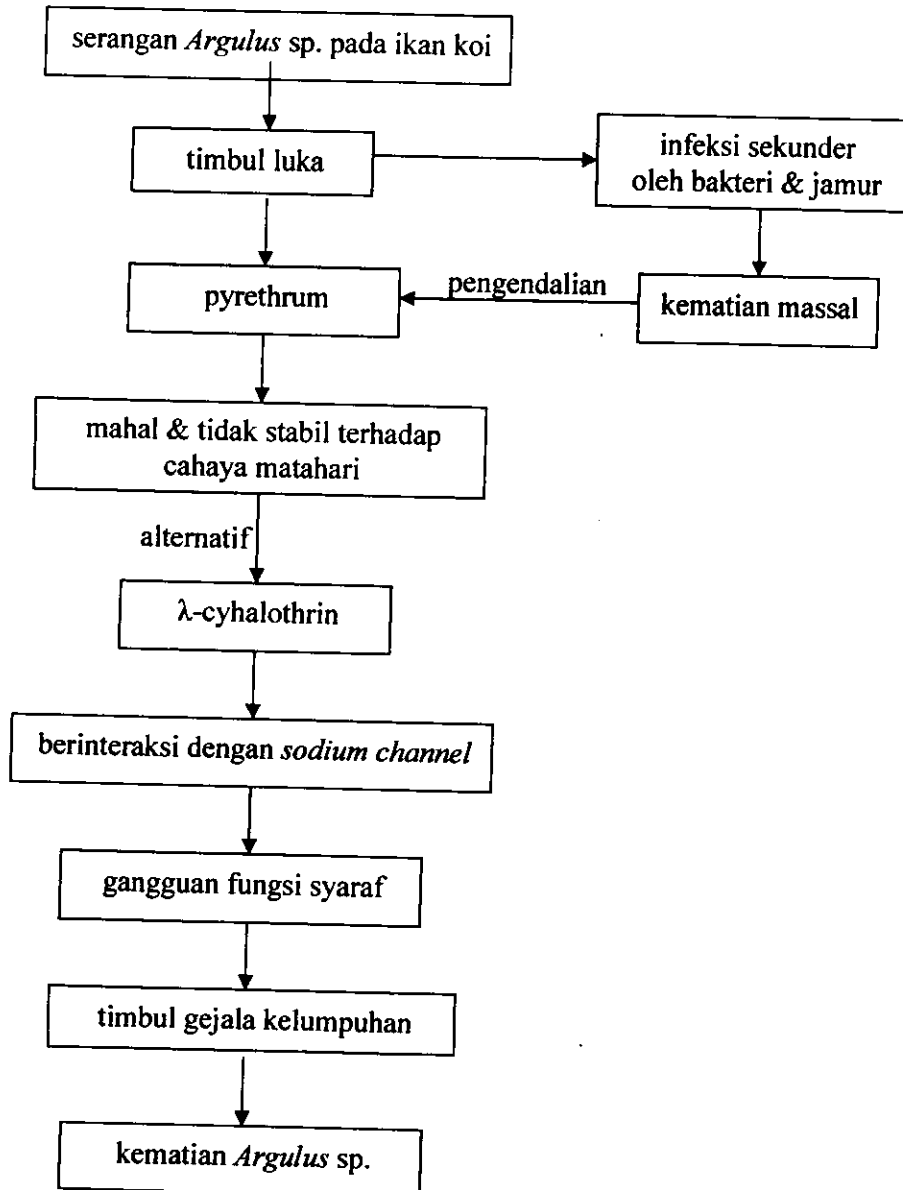 serangan Argulus sp. pada ikan koi
timbul luka
infeksi sekunder
oleh bakteri & jamur
pyrethrum
pengendalian
kematian massal
mahal & tidak stabil terhadap
cahaya matahari
alternatif
λ-cyhalothrin
berinteraksi dengan sodium channel
gangguan fungsi syaraf
timbul gejala kelumpuhan
kematian Argulus sp.